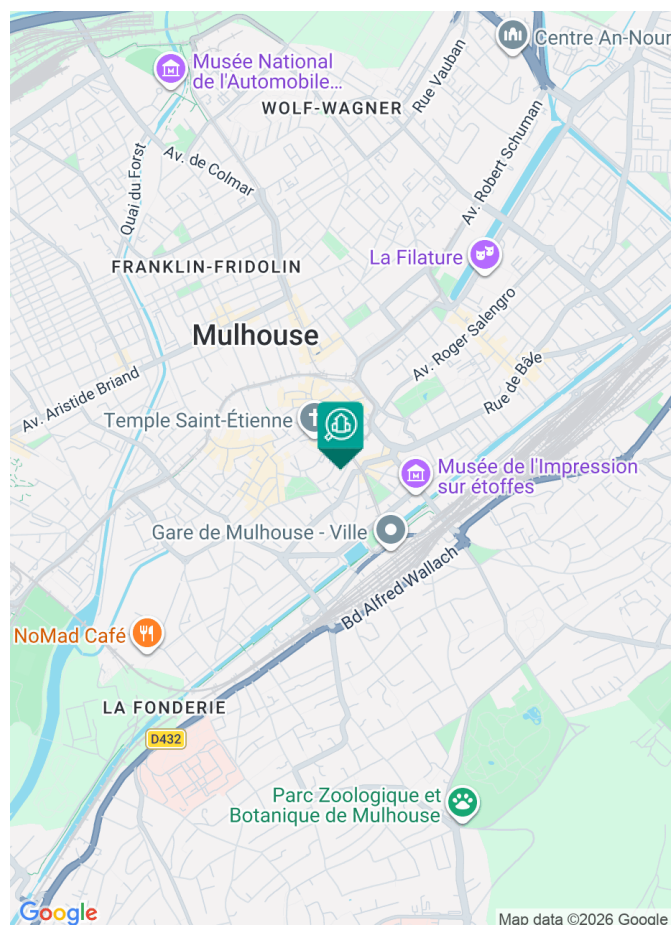 Centre An-Nour
Musée National
de l'Automobile...
WOLF-WAGNER
Rue Vauban
Av. de Colmar
Av. Robert Schuman
Quai du Forst
La Filature
FRANKLIN-FRIDOLIN
Mulhouse
Av. Roger Salengro
Rue de Bâle
Av. Aristide Briand
Temple Saint-Étienne
Musée de l'Impression
sur étoffes
Gare de Mulhouse - Ville
Bd Alfred Wallach
NoMad Café
LA FONDERIE
D432
Parc Zoologique et
Botanique de Mulhouse
Google
Map data ©2026 Google